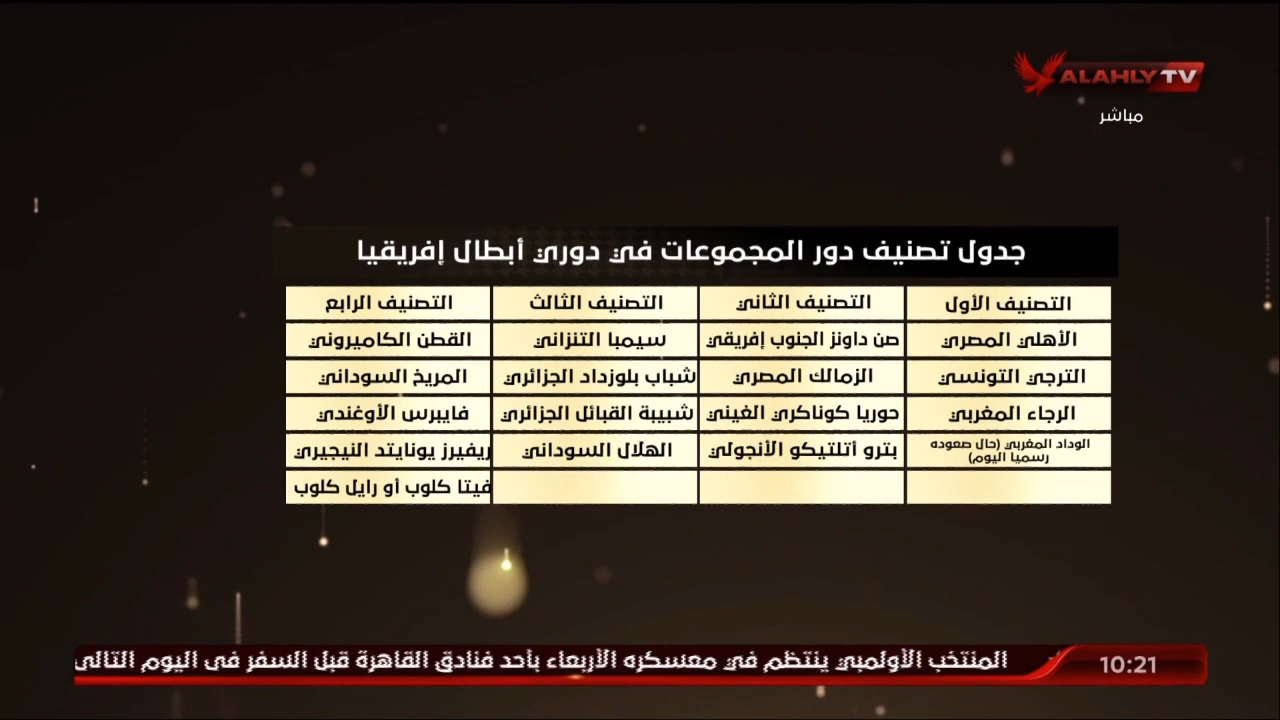 ALAHLY TV
مباشر
جدول تصنيف دور المجموعات في دوري أبطال إفريقيا
التصنيف الأول التصنيف الثاني التصنيف الثالث التصنيف الرابع
الأهلي المصري صن داونز الجنوب إفريقي سيمبا التنزاني القطن الكاميروني
الترجي التونسي الزمالك المصري شباب بلوزداد الجزائري المريخ السوداني
الرجاء المغربي حوريا كوناكري الغيني شبيبة القبائل الجزائري فايبرس الأوغندي
الوداد المغربي (حال صعوده
رسميا اليوم) بترو أتلتيكو الأنجولي الهلال السوداني ريفيرز يونايتد النيجيري
فيتا كلوب أو رايل كلوب
10:21 المنتخب الأولمبي ينتظم في معسكره الأربعاء بأحد فنادق القاهرة قبل السفر فى اليوم التالى